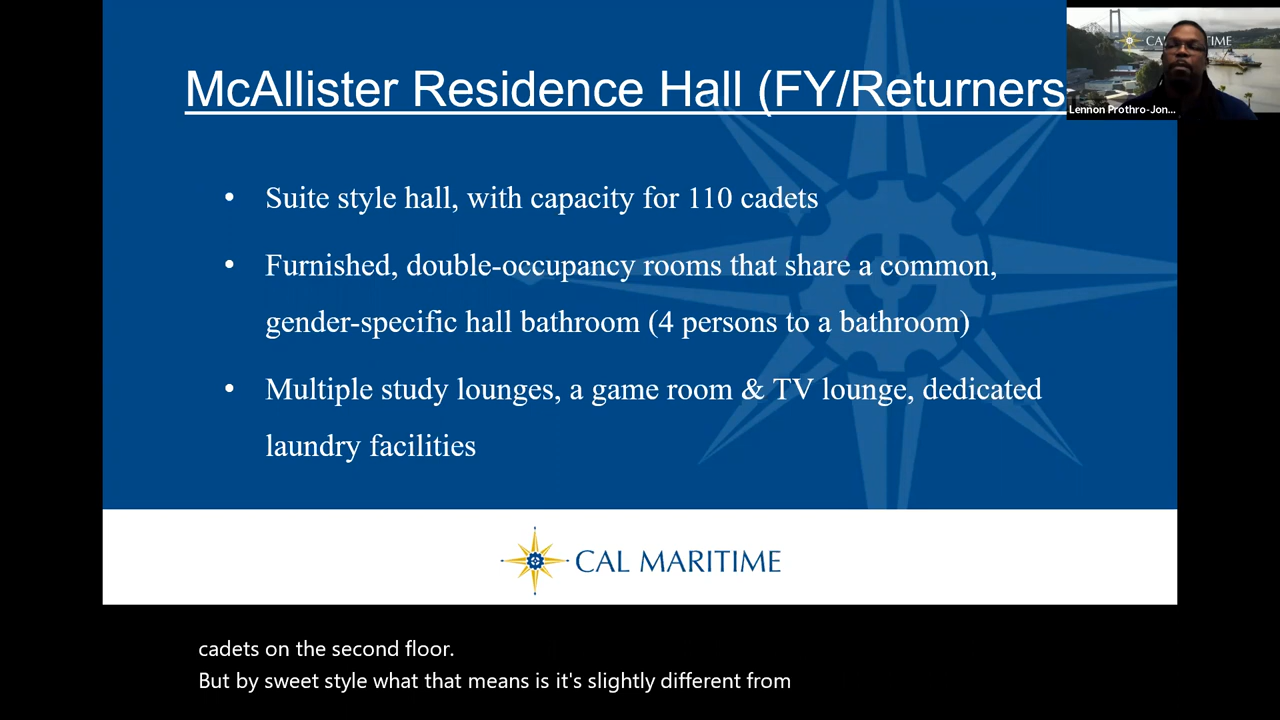 McAllister Residence Hall (FY/Returners
CAL MARITIME
Lennon Prothro-Jon...
• Suite style hall, with capacity for 110 cadets
• Furnished, double-occupancy rooms that share a common,
gender-specific hall bathroom (4 persons to a bathroom)
• Multiple study lounges, a game room & TV lounge, dedicated
laundry facilities
CAL MARITIME
cadets on the second floor.
But by sweet style what that means is it's slightly different from